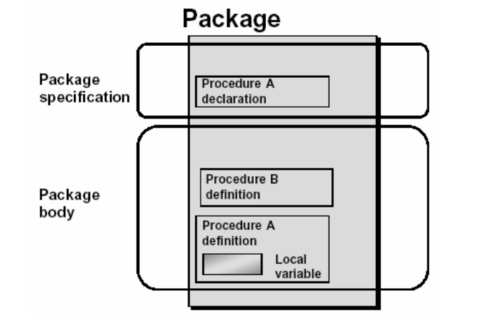 Package
Package
specification
Procedure A
declaration
Package
body
Procedure B
definition
Procedure A
definition
Local
variable